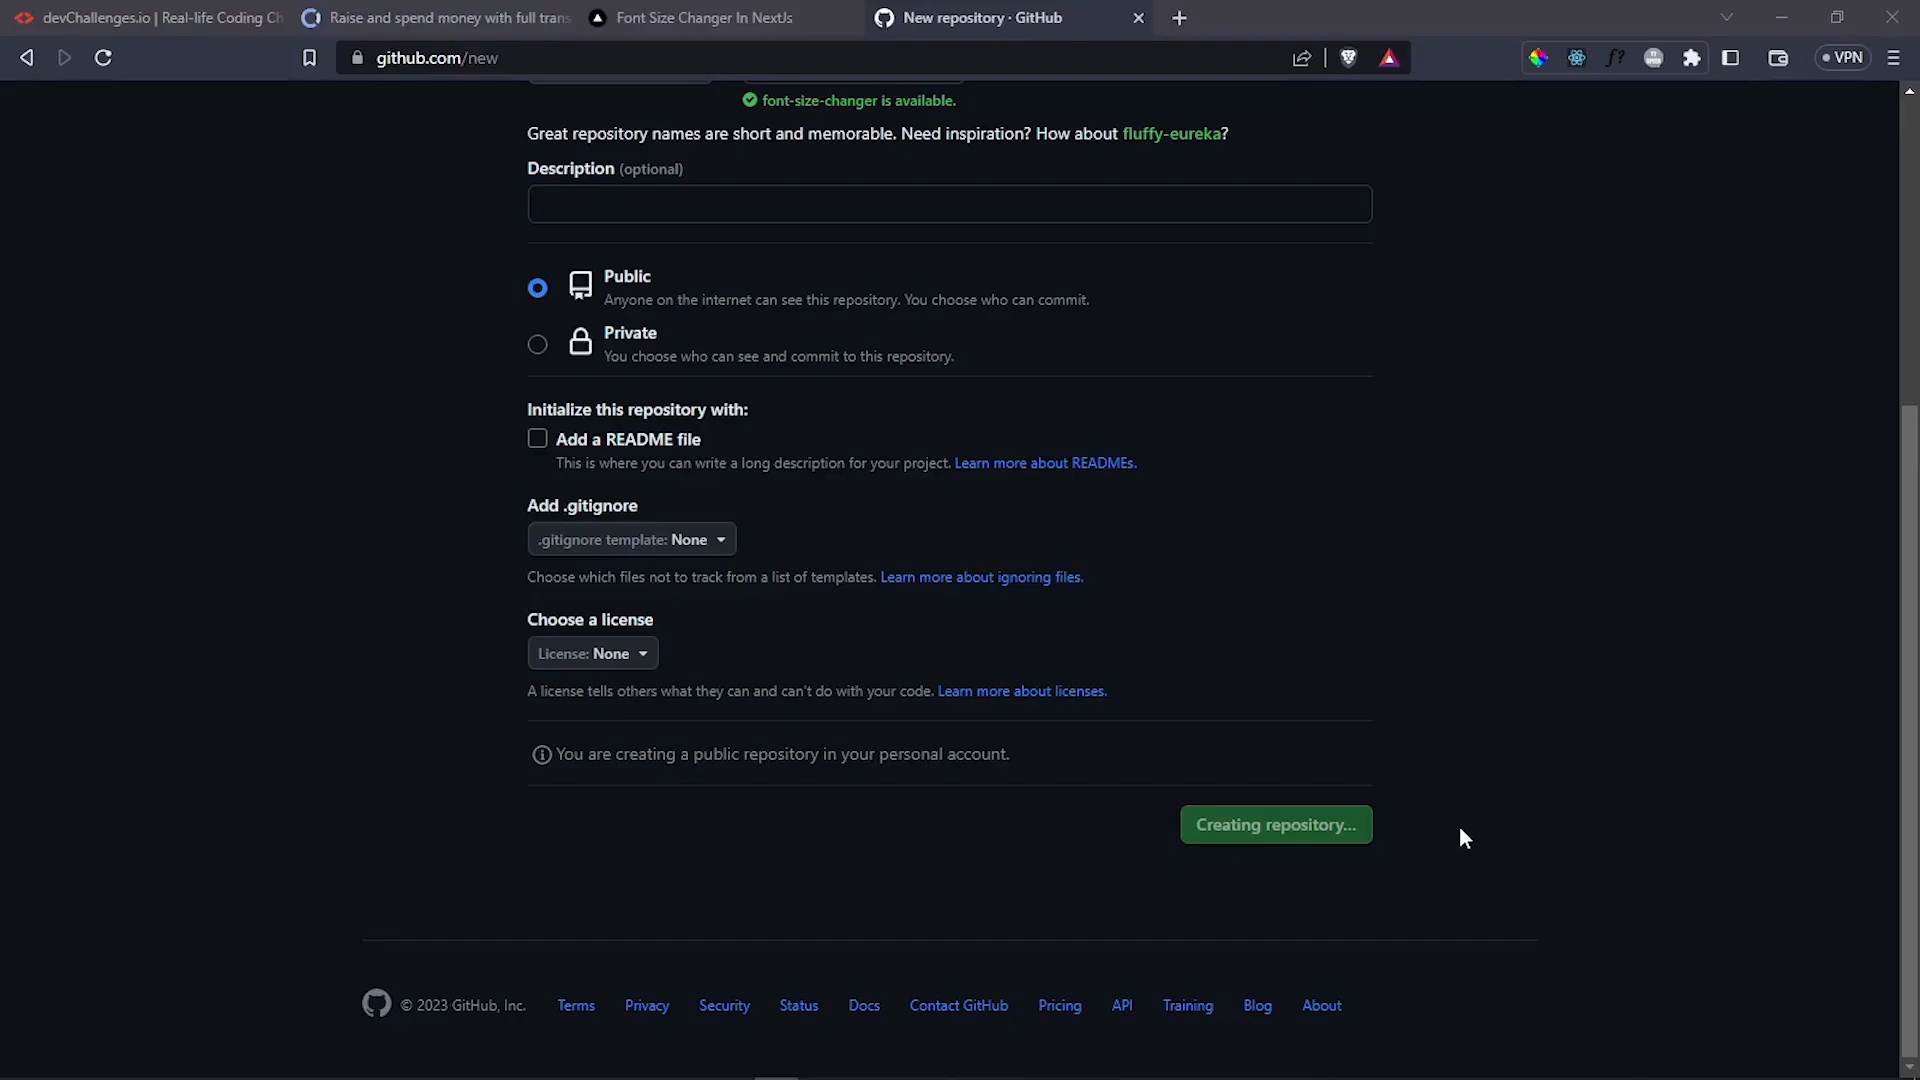 devChallenges.io | Real-life Coding Ch
Raise and spend money with full trans
Font Size Changer In NextJs
New repository · GitHub
github.com/new
VPN
font-size-changer is available.
Great repository names are short and memorable. Need inspiration? How about fluffy-eureka?
Description (optional)
Public
Anyone on the internet can see this repository. You choose who can commit.
Private
You choose who can see and commit to this repository.
Initialize this repository with:
Add a README file
This is where you can write a long description for your project. Learn more about READMEs.
Add .gitignore
.gitignore template: None
Choose which files not to track from a list of templates. Learn more about ignoring files.
Choose a license
License: None
A license tells others what they can and can't do with your code. Learn more about licenses.
You are creating a public repository in your personal account.
Creating repository...
© 2023 GitHub, Inc. Terms Privacy Security Status Docs Contact GitHub Pricing API Training Blog About